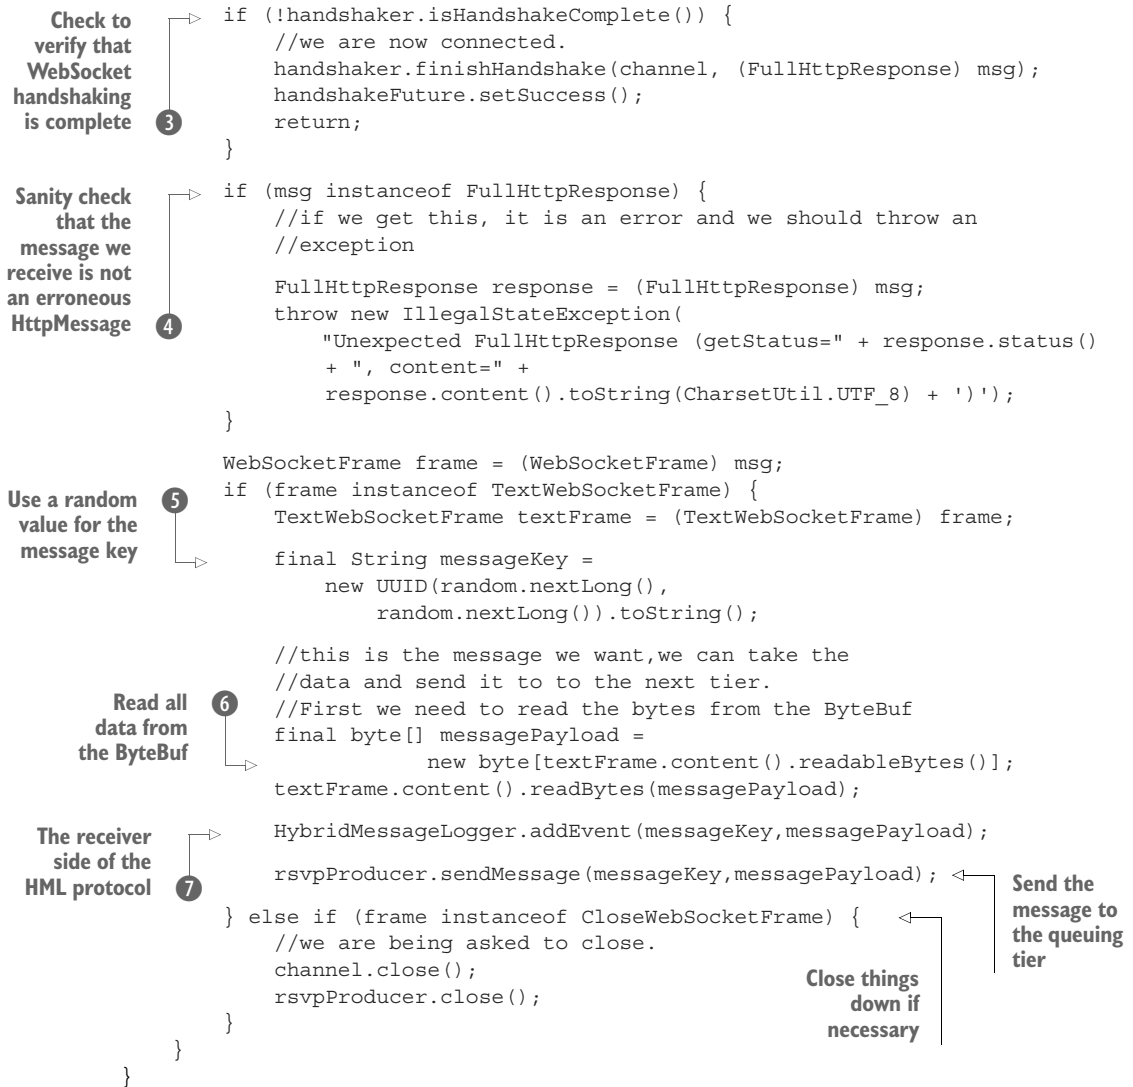 Check to
verify that
WebSocket
handshaking
is complete
3
if (!handshaker.isHandshakeComplete()) {
//we are now connected.
handshaker.finishHandshake(channel, (FullHttpResponse) msg);
handshakeFuture.setSuccess();
return;
}
Sanity check
that the
message we
receive is not
an erroneous
HttpMessage
4
if (msg instanceof FullHttpResponse) {
//if we get this, it is an error and we should throw an
//exception
FullHttpResponse response = (FullHttpResponse) msg;
throw new IllegalStateException(
"Unexpected FullHttpResponse (getStatus=" + response.status()
+ ", content=" +
response.content().toString(CharsetUtil.UTF_8) + ')');
}
WebSocketFrame frame = (WebSocketFrame) msg;
if (frame instanceof TextWebSocketFrame) {
TextWebSocketFrame textFrame = (TextWebSocketFrame) frame;
Use a random
value for the
message key
5
final String messageKey =
new UUID(random.nextLong(),
random.nextLong()).toString();
//this is the message we want,we can take the
//data and send it to to the next tier.
//First we need to read the bytes from the ByteBuf
Read all
data from
the ByteBuf
6
final byte[] messagePayload =
new byte[textFrame.content().readableBytes()];
textFrame.content().readBytes(messagePayload);
The receiver
side of the
HML protocol
7
HybridMessageLogger.addEvent(messageKey,messagePayload);
rsvpProducer.sendMessage(messageKey,messagePayload);
Send the
message to
the queuing
tier
} else if (frame instanceof CloseWebSocketFrame) {
//we are being asked to close.
channel.close();
rsvpProducer.close();
Close things
down if
necessary
}
}
}